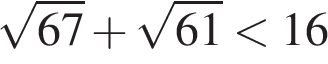 √67 + √61 < 16